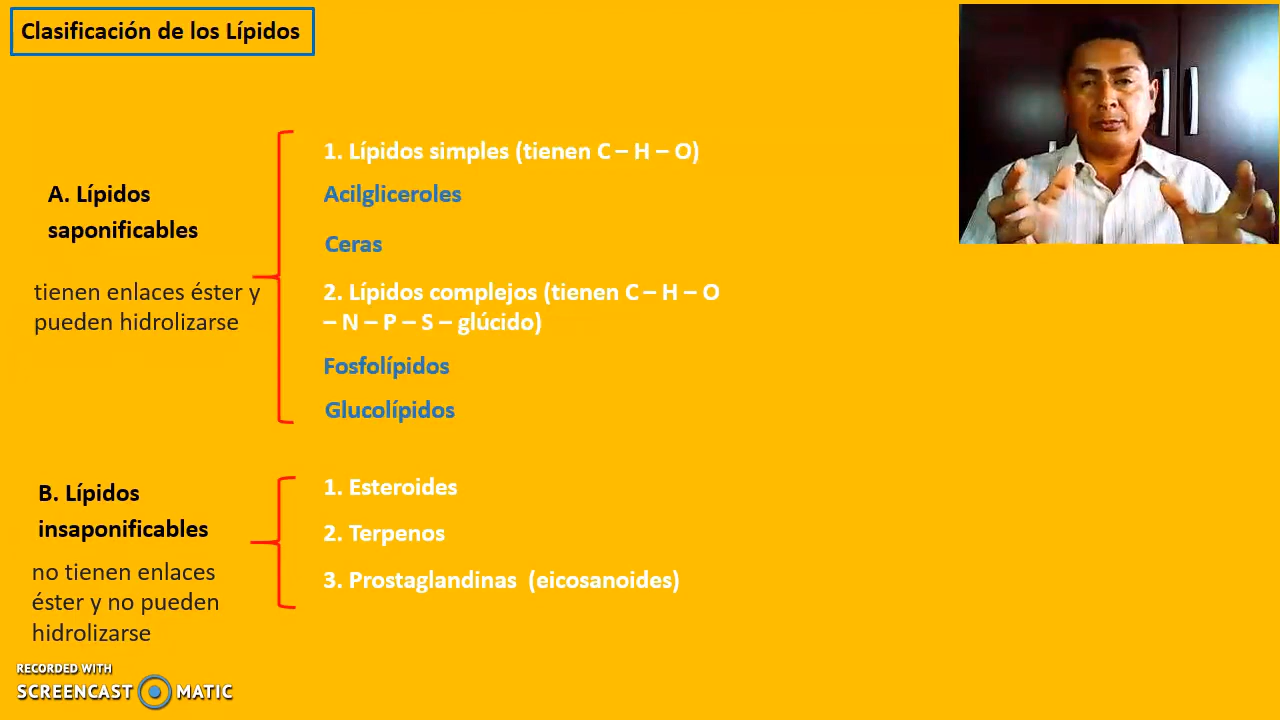 Clasificación de los Lípidos
A. Lípidos
saponificables
tienen enlaces éster y
pueden hidrolizarse
1. Lípidos simples (tienen C – H – O)
Acilgliceroles
Ceras
2. Lípidos complejos (tienen C – H – O
– N – P – S – glúcido)
Fosfolípidos
Glucolípidos
B. Lípidos
insaponificables
no tienen enlaces
éster y no pueden
hidrolizarse
1. Esteroides
2. Terpenos
3. Prostaglandinas (eicosanoides)
RECORDED WITH
SCREENCAST MATIC